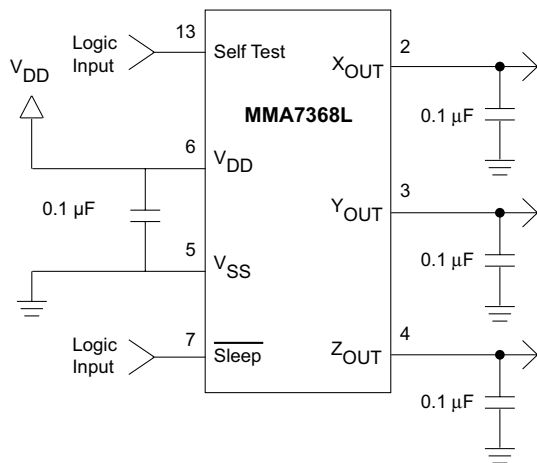 Logic
Input
13
Self Test
V_DD
MMA7368L
2
X_OUT
0.1 μF
6
V_DD
0.1 µF
3
Y_OUT
0.1 μF
5
V_SS
Logic
Input
7
S̅l̅e̅e̅p̅
4
Z_OUT
0.1 μF